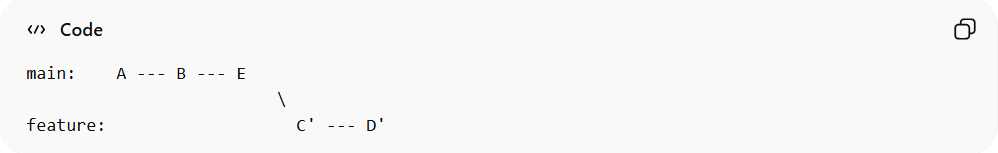 Code
main:    A --- B --- E
                         \
feature:                   C' --- D'